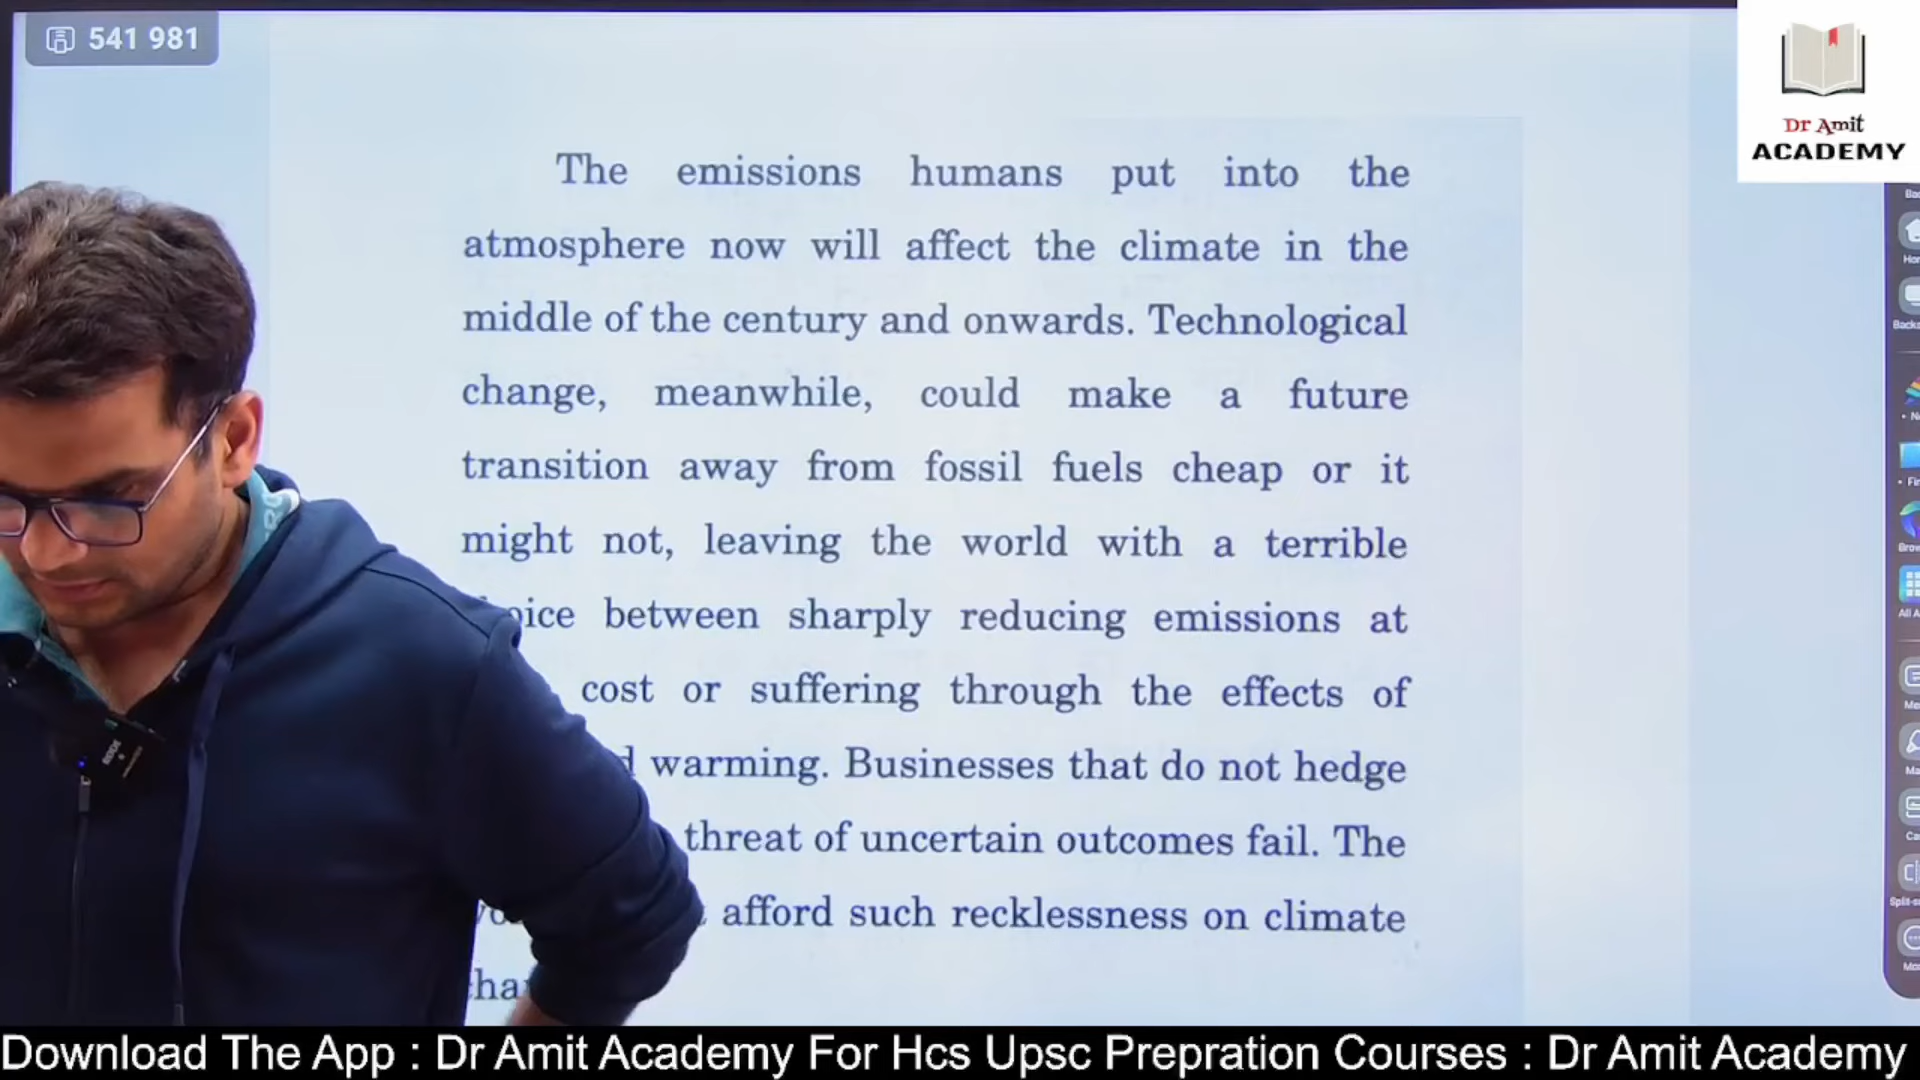 541 981
Dr Amit
ACADEMY
The emissions humans put into the
atmosphere now will affect the climate in the
middle of the century and onwards. Technological
change, meanwhile, could make a future
transition away from fossil fuels cheap or it
might not, leaving the world with a terrible
between sharply reducing emissions at
cost or suffering through the effects of
warming. Businesses that do not hedge
threat of uncertain outcomes fail. The
afford such recklessness on climate
Download The App : Dr Amit Academy For Hcs Upsc Prepration Courses : Dr Amit Academy